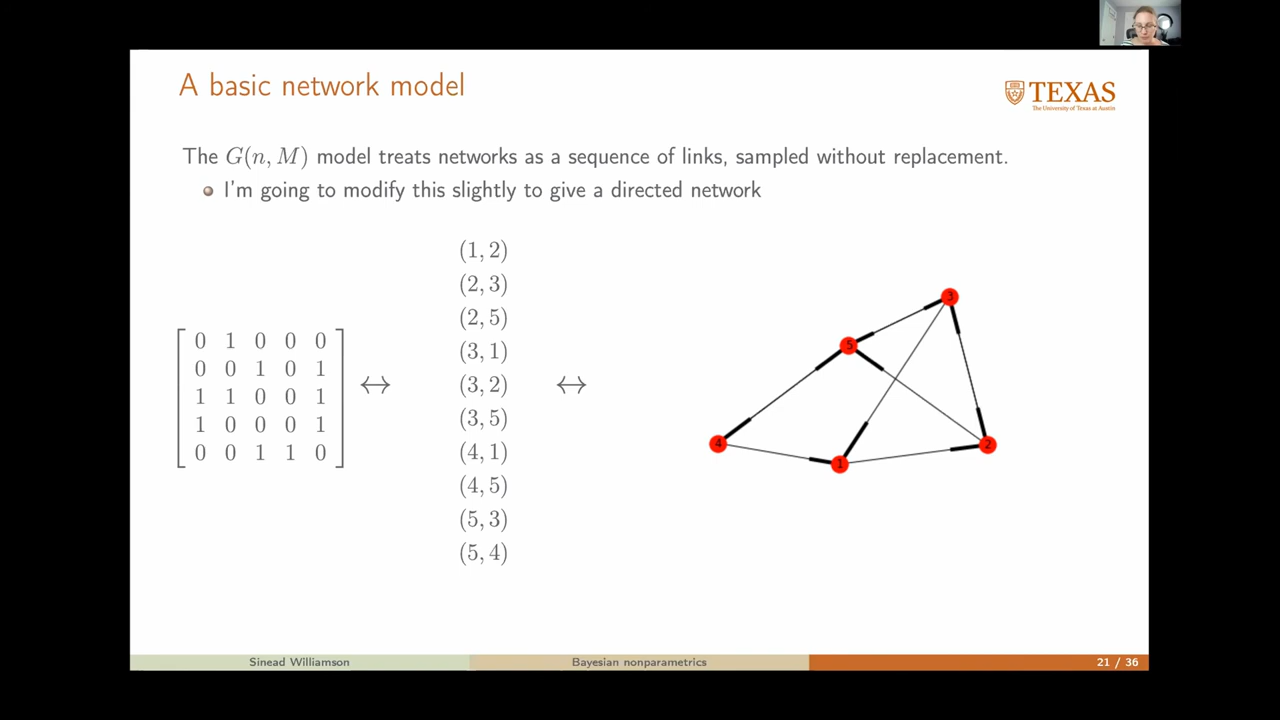 A basic network model
TEXAS
The University of Texas at Austin
The G(n, M) model treats networks as a sequence of links, sampled without replacement.
I'm going to modify this slightly to give a directed network
0 1 0 0 0
0 0 1 0 1
1 1 0 0 1
1 0 0 0 1
0 0 1 1 0
↔
(1, 2)
(2, 3)
(2, 5)
(3, 1)
(3, 2)
(3, 5)
(4, 1)
(4, 5)
(5, 3)
(5, 4)
↔
3
5
4
2
1
Sinead Williamson
Bayesian nonparametrics
21 / 36